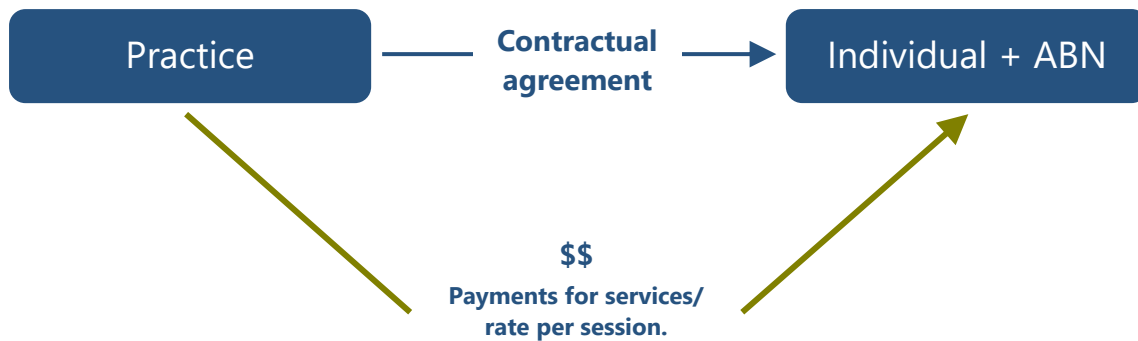 Practice
Contractual
agreement
Individual + ABN
$$
Payments for services/
rate per session.